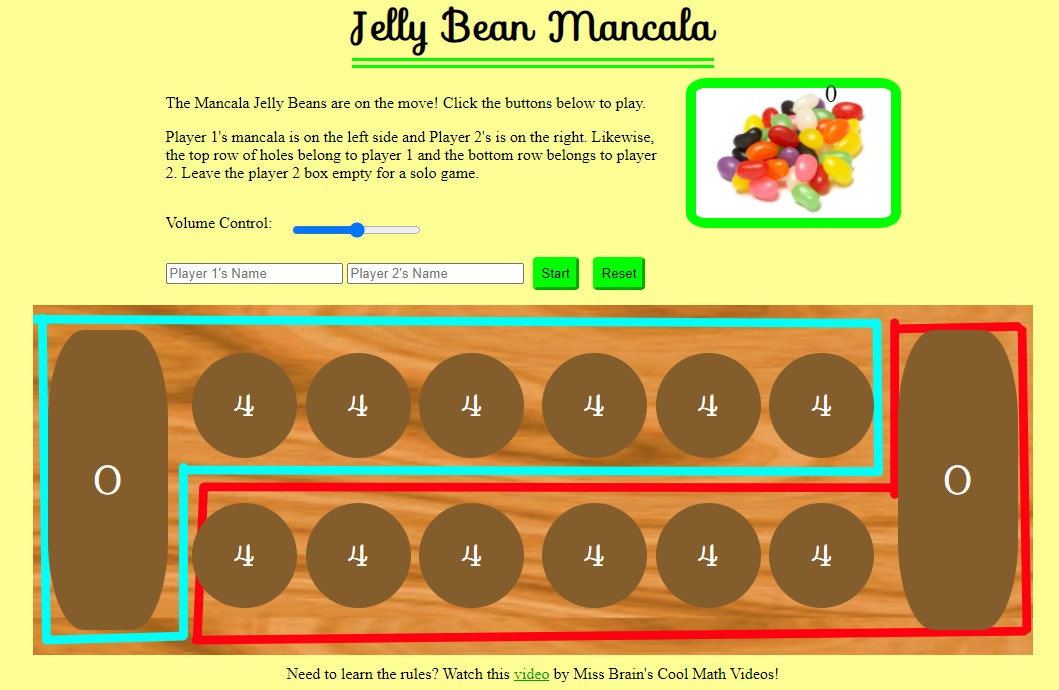 Jelly Bean Mancala
The Mancala Jelly Beans are on the move! Click the buttons below to play.
0
Player 1's mancala is on the left side and Player 2's is on the right. Likewise,
the top row of holes belong to player 1 and the bottom row belongs to player
2. Leave the player 2 box empty for a solo game.
Volume Control:
Player 1's Name Player 2's Name Start Reset
4 4 4 4 4 4
0 0
4 4 4 4 4 4
Need to learn the rules? Watch this video by Miss Brain's Cool Math Videos!